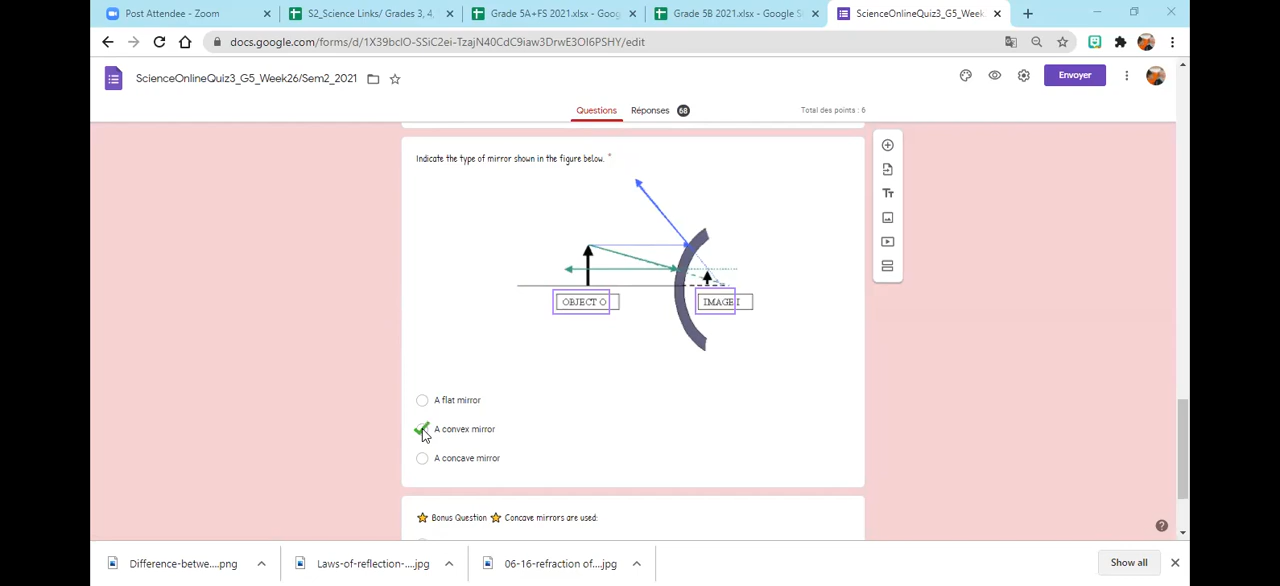 Post Attendee - Zoom
S2_Science Links/ Grades 3, 4,
Grade 5A+FS 2021.xlsx - Goog
Grade 5B 2021.xlsx - Google S
ScienceOnlineQuiz3_G5_Week
docs.google.com/forms/d/1X39bclO-SSiC2ei-TzajN40CdC9iaw3DrwE3OI6PSHY/edit
ScienceOnlineQuiz3_G5_Week26/Sem2_2021
Envoyer
Questions
Réponses 68
Total des points : 6
Indicate the type of mirror shown in the figure below. *
OBJECT O
IMAGE I
A flat mirror
A convex mirror
A concave mirror
Bonus Question Concave mirrors are used:
Difference-betwe....png
Laws-of-reflection-....jpg
06-16-refraction of....jpg
Show all